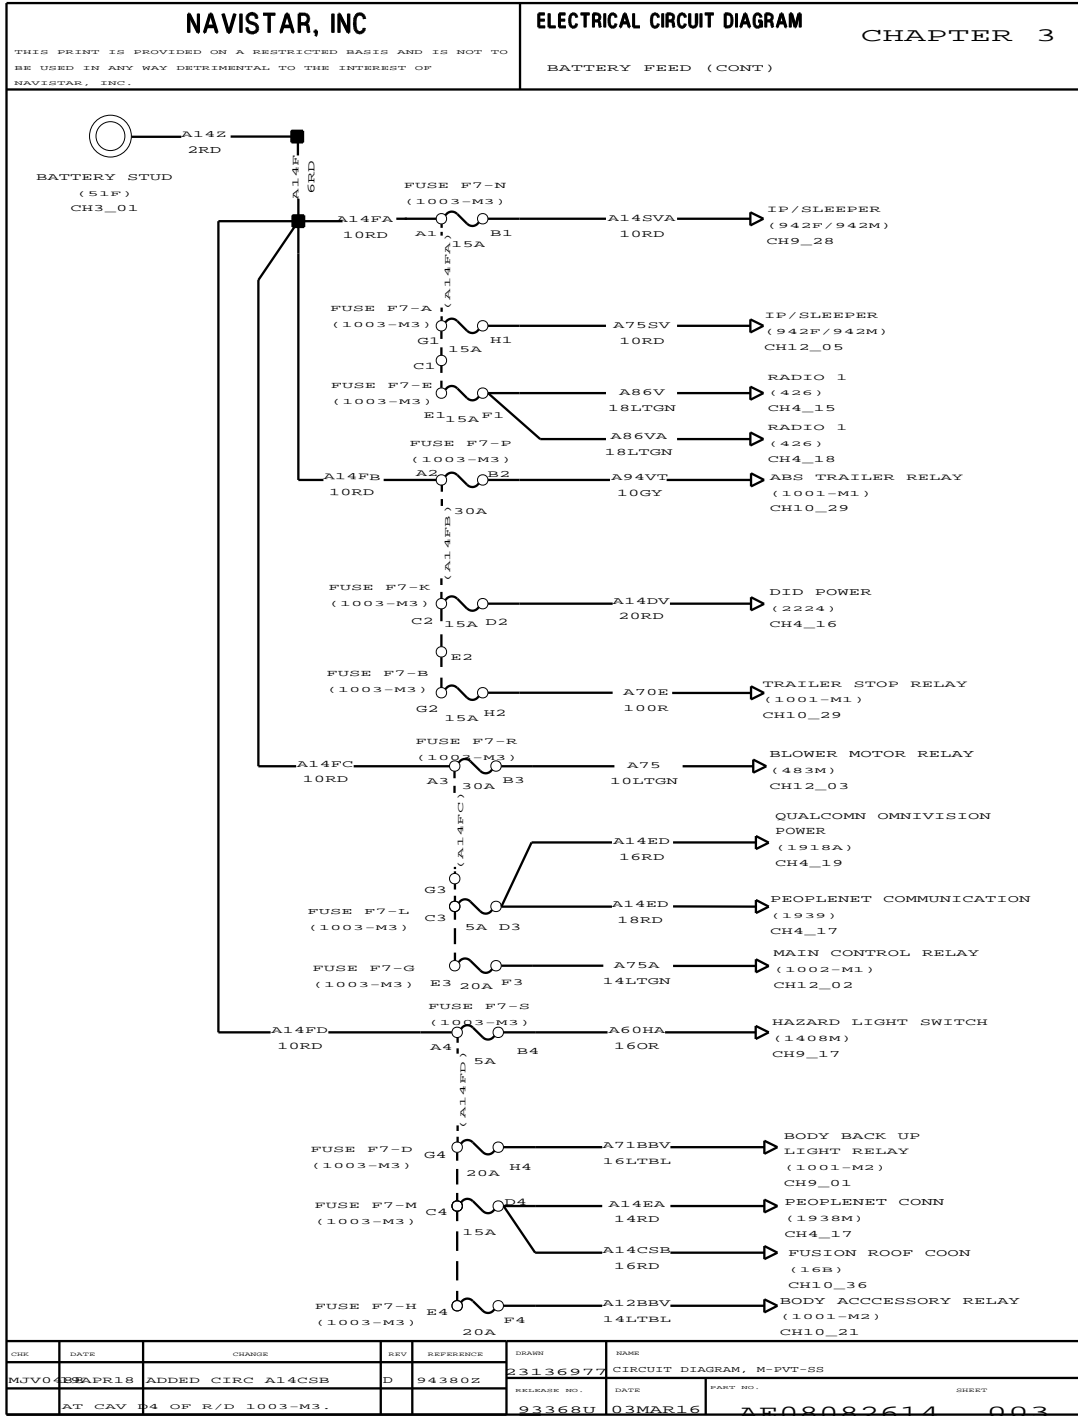 NAVISTAR, INC
THIS PRINT IS PROVIDED ON A RESTRICTED BASIS AND IS NOT TO
BE USED IN ANY WAY DETRIMENTAL TO THE INTEREST OF
NAVISTAR, INC.
ELECTRICAL CIRCUIT DIAGRAM
CHAPTER 3
BATTERY FEED (CONT)
A14Z
2RD
BATTERY STUD
(51F)
CH3_01
A14F
6RD
FUSE F7-N
(1003-M3)
A14FA
10RD
A1
15A
B1
A14SVA
10RD
IP/SLEEPER
(942F/942M)
CH9_28
(A14FA)
FUSE F7-A
(1003-M3)
G1
15A
H1
A75SV
10RD
IP/SLEEPER
(942F/942M)
CH12_05
C1
FUSE F7-E
(1003-M3)
E1
15A
F1
A86V
18LTGN
RADIO 1
(426)
CH4_15
A86VA
18LTGN
RADIO 1
(426)
CH4_18
FUSE F7-P
(1003-M3)
A14FB
10RD
A2
B2
30A
A94VT
10GY
ABS TRAILER RELAY
(1001-M1)
CH10_29
(A14FB)
FUSE F7-K
(1003-M3)
C2
15A
D2
A14DV
20RD
DID POWER
(2224)
CH4_16
E2
FUSE F7-B
(1003-M3)
G2
15A
H2
A70E
10OR
TRAILER STOP RELAY
(1001-M1)
CH10_29
FUSE F7-R
(1003-M3)
A14FC
10RD
A3
30A
B3
A75
10LTGN
BLOWER MOTOR RELAY
(483M)
CH12_03
(A14FC)
A14ED
16RD
QUALCOMN OMNIVISION
POWER
(1918A)
CH4_19
G3
FUSE F7-L
(1003-M3)
C3
5A
D3
A14ED
18RD
PEOPLENET COMMUNICATION
(1939)
CH4_17
FUSE F7-G
(1003-M3)
E3
20A
F3
A75A
14LTGN
MAIN CONTROL RELAY
(1002-M1)
CH12_02
FUSE F7-S
(1003-M3)
A14FD
10RD
A4
5A
B4
A60HA
16OR
HAZARD LIGHT SWITCH
(1408M)
CH9_17
(A14FD)
FUSE F7-D
(1003-M3)
G4
20A
H4
A71BBV
16LTBL
BODY BACK UP
LIGHT RELAY
(1001-M2)
CH9_01
FUSE F7-M
(1003-M3)
C4
15A
D4
A14EA
14RD
PEOPLENET CONN
(1938M)
CH4_17
A14CSB
16RD
FUSION ROOF COON
(16B)
CH10_36
FUSE F7-H
(1003-M3)
E4
20A
F4
A12BBV
14LTBL
BODY ACCCESSORY RELAY
(1001-M2)
CH10_21
CHK
DATE
CHANGE
REV
REFERENCE
DRAWN
23136977
NAME
CIRCUIT DIAGRAM, M-PVT-SS
ADDED CIRC A14CSB
D
94380Z
AT CAV D4 OF R/D 1003-M3.
RELEASE NO.
93368U
DATE
03MAR16
PART NO.
AE08082614
SHEET
003